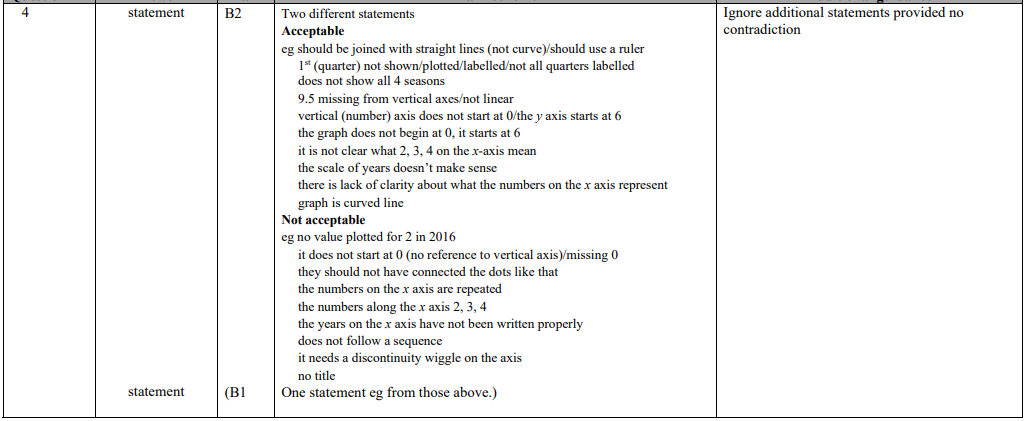 4 statement B2 Two different statements Ignore additional statements provided no
Acceptable contradiction
eg should be joined with straight lines (not curve)/should use a ruler
1st (quarter) not shown/plotted/labelled/not all quarters labelled
does not show all 4 seasons
9.5 missing from vertical axes/not linear
vertical (number) axis does not start at 0/the y axis starts at 6
the graph does not begin at 0, it starts at 6
it is not clear what 2, 3, 4 on the x-axis mean
the scale of years doesn't make sense
there is lack of clarity about what the numbers on the x axis represent
graph is curved line
Not acceptable
eg no value plotted for 2 in 2016
it does not start at 0 (no reference to vertical axis)/missing 0
they should not have connected the dots like that
the numbers on the x axis are repeated
the numbers along the x axis 2, 3, 4
the years on the x axis have not been written properly
does not follow a sequence
it needs a discontinuity wiggle on the axis
no title
statement (B1 One statement eg from those above.)